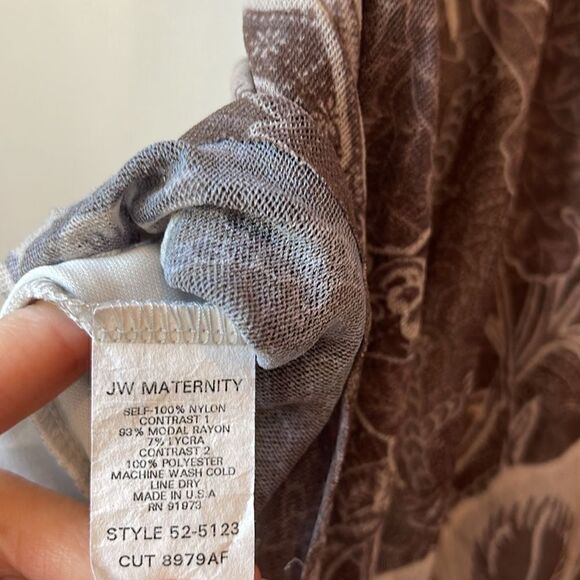 JW MATERNITY
SELF-100% NYLON
CONTRAST 1
93% MODAL RAYON
7% LYCRA
CONTRAST 2
100% POLYESTER
MACHINE WASH COLD
LINE DRY
MADE IN U.S.A
RN 91973
STYLE 52-5123
CUT 8979AF